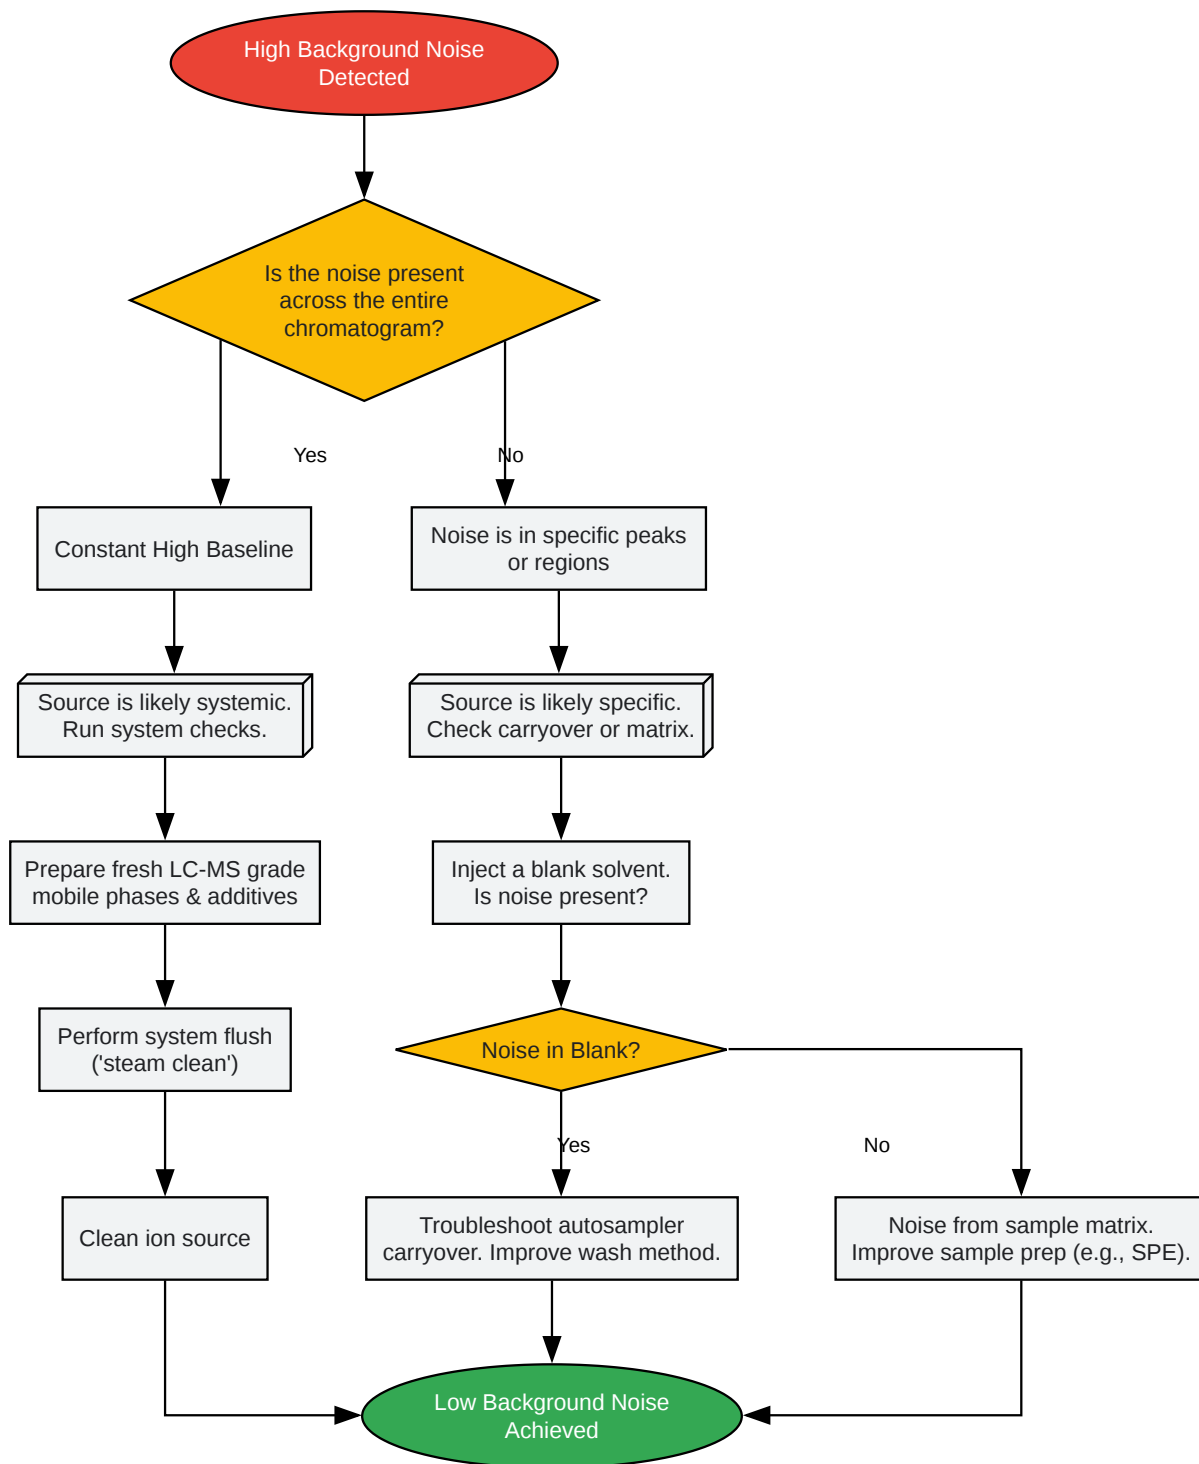 High Background Noise
Detected
Is the noise present
across the entire
chromatogram?
Yes
No
Constant High Baseline
Noise is in specific peaks
or regions
Source is likely systemic.
Run system checks.
Source is likely specific.
Check carryover or matrix.
Prepare fresh LC-MS grade
mobile phases & additives
Inject a blank solvent.
Is noise present?
Perform system flush
('steam clean')
Noise in Blank?
Yes
No
Clean ion source
Troubleshoot autosampler
carryover. Improve wash method.
Noise from sample matrix.
Improve sample prep (e.g., SPE).
Low Background Noise
Achieved